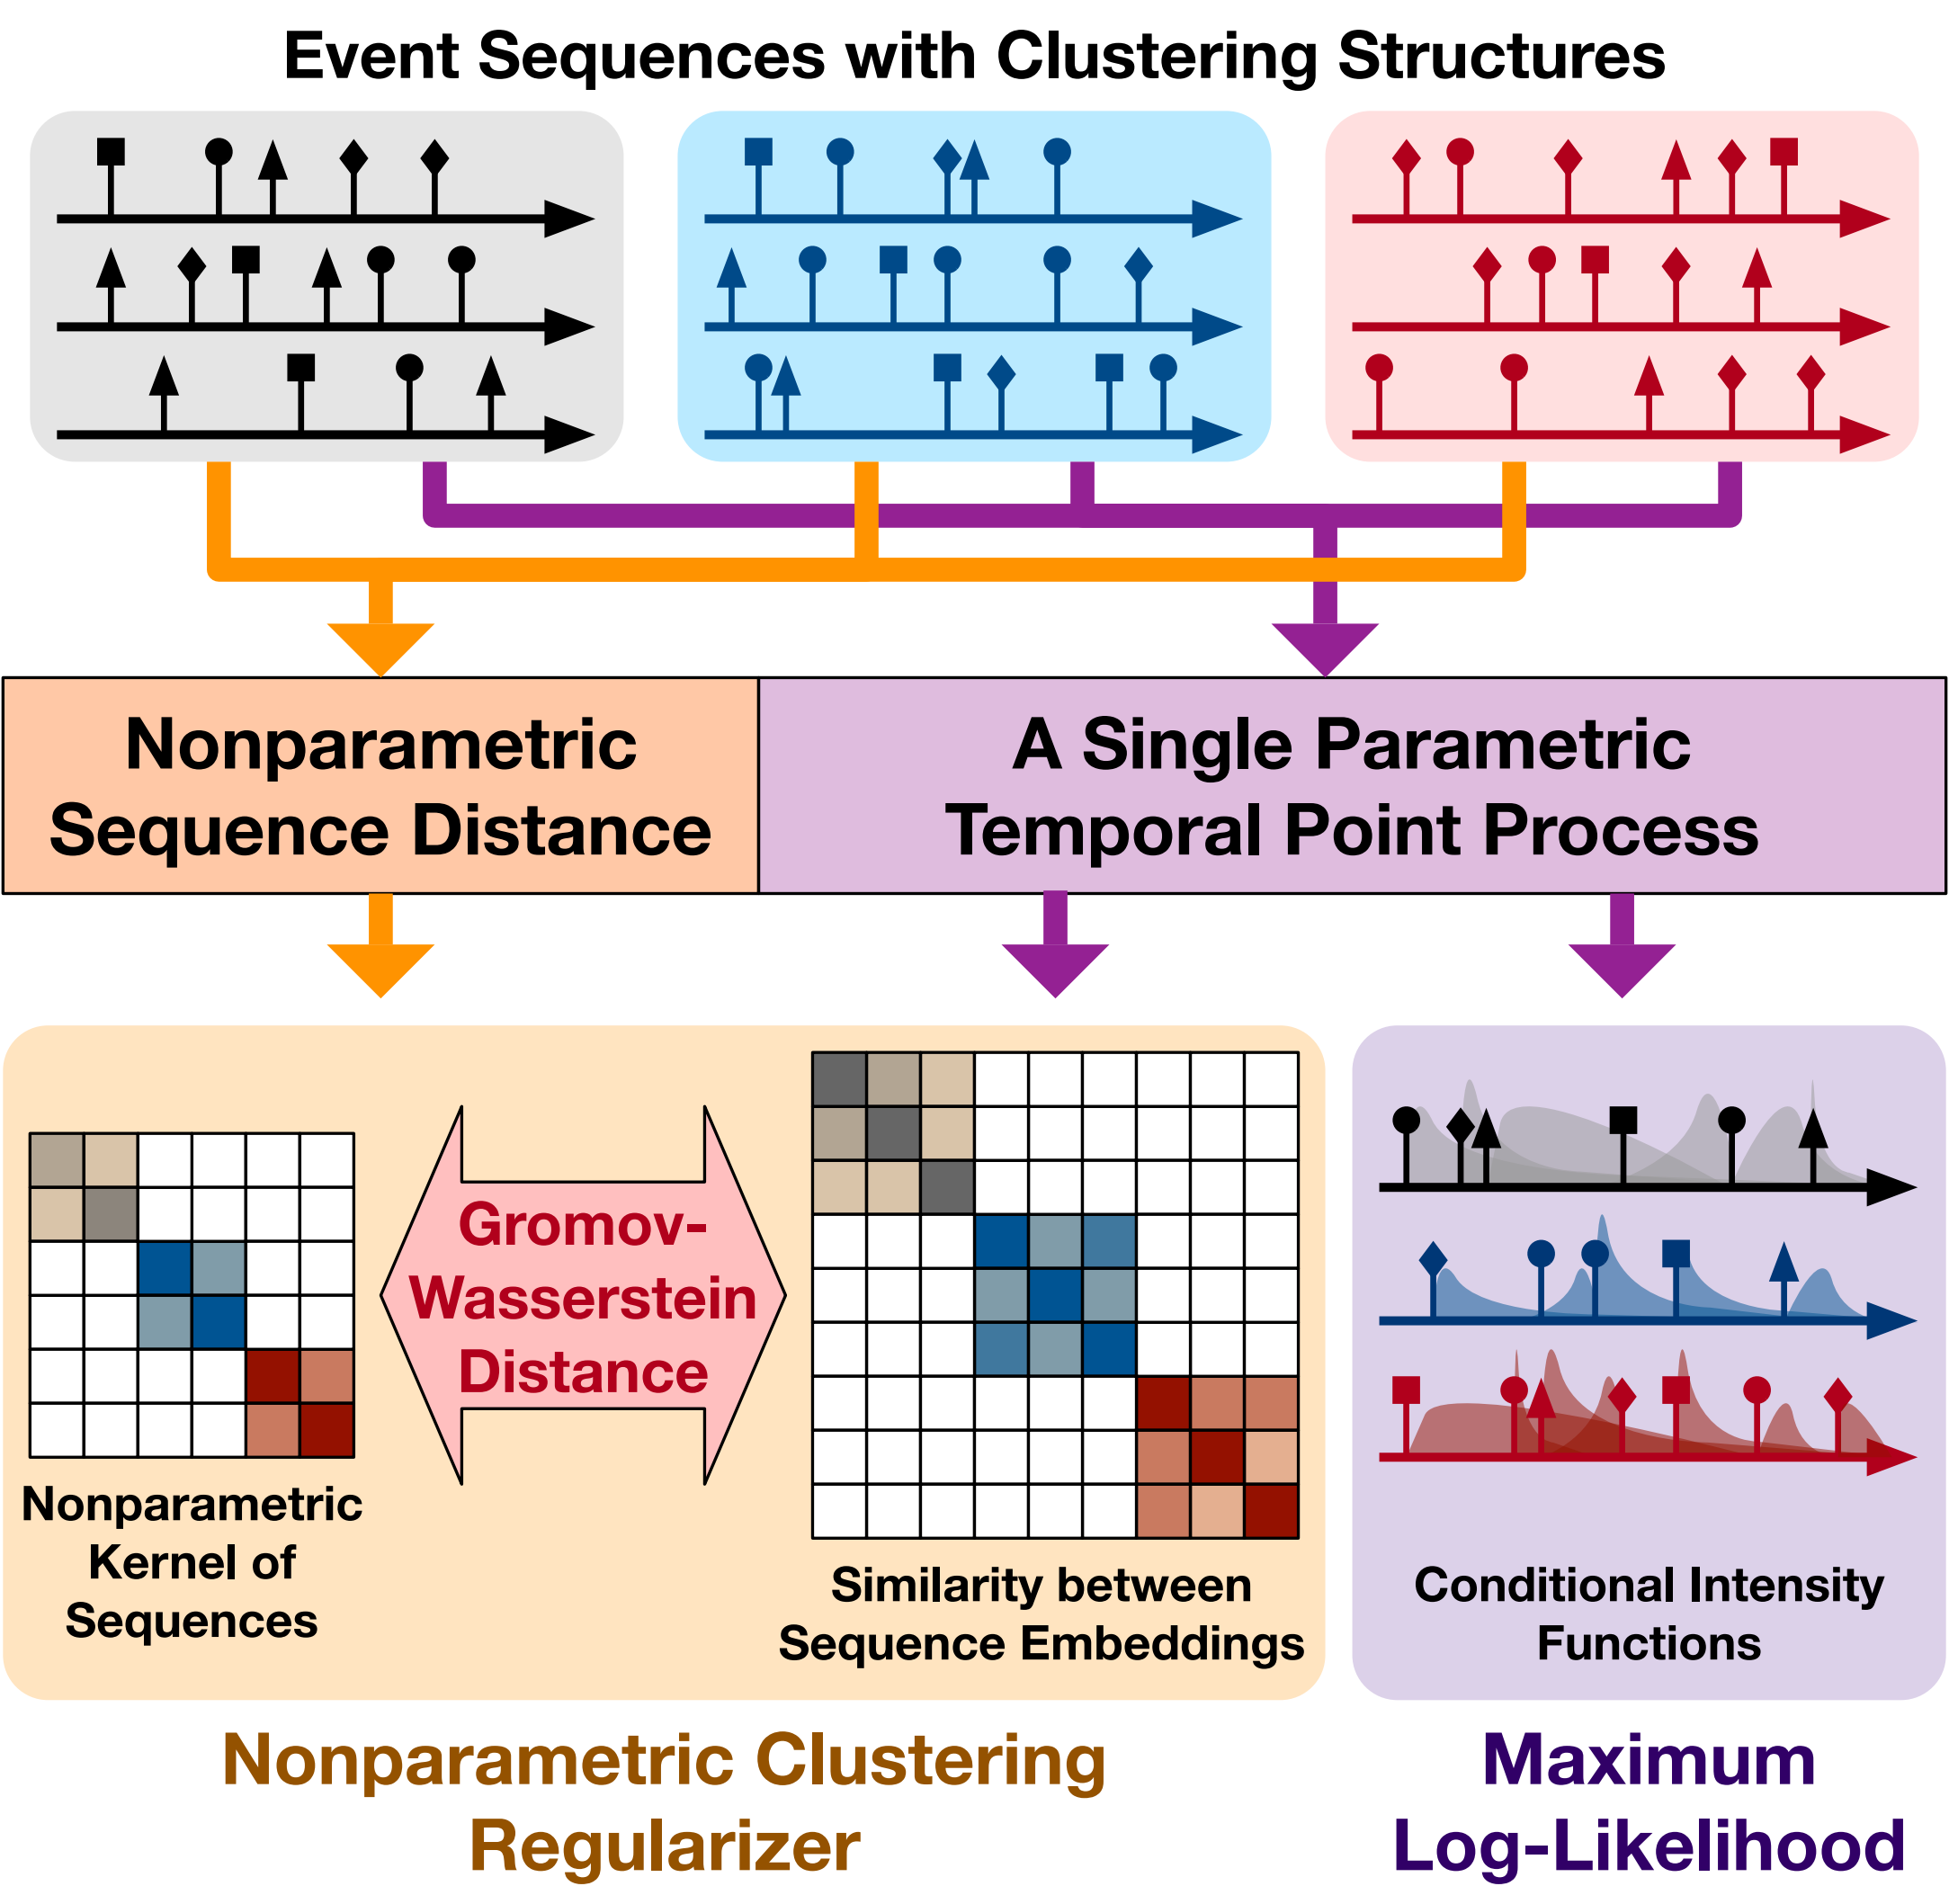 Event Sequences with Clustering Structures
Nonparametric
Sequence Distance
A Single Parametric
Temporal Point Process
Gromov-
Wasserstein
Distance
Nonparametric
Kernel of
Sequences
Similarity between
Sequence Embeddings
Conditional Intensity
Functions
Nonparametric Clustering
Regularizer
Maximum
Log-Likelihood